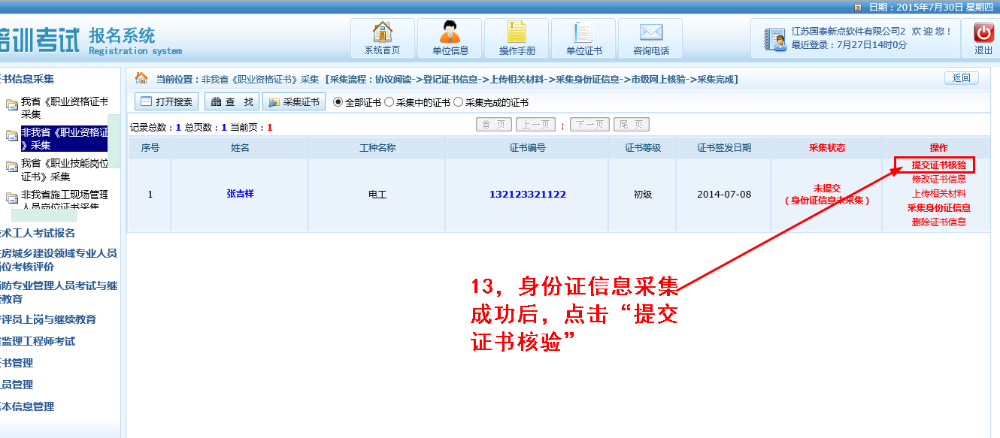 日期：2015年7月30日 星期四
培训考试 报名系统
Registration system
系统首页
单位信息
操作手册
单位证书
咨询电话
江苏国泰新点软件有限公司2 欢 迎 您！
最近登录：7月27日14时0分
退出
证书信息采集
我省《职业资格证书
采集
非我省《职业资格证
》采集
我省《职业技能岗位
证书》采集
非我省施工现场管理
人员岗位证书采集
技术工人考试报名
住房城乡建设领域专业人员
岗位考核评价
消防专业管理人员考试与继
续教育
考评员上岗与继续教育
监理工程师考试
证书管理
人员管理
基本信息管理
当前位置：非我省《职业资格证书》采集 [采集流程：协议阅读->登记证书信息->上传相关材料->采集身份证信息->市级网上核验->采集完成]
返回
打开搜索
查 找
采集证书
全部证书
采集中的证书
采集完成的证书
记录总数：1 总页数：1 当前页：1
首 页
上一页
下一页
尾 页
序号 姓名 工种名称 证书编号 证书等级 证书签发日期 采集状态 操作
1 张吉祥 电工 132123321122 初级 2014-07-08
未提交
（身份证信息未采集）
提交证书核验
修改证书信息
上传相关材料
采集身份证信息
删除证书信息
13，身份证信息采集
成功后，点击“提交
证书核验”